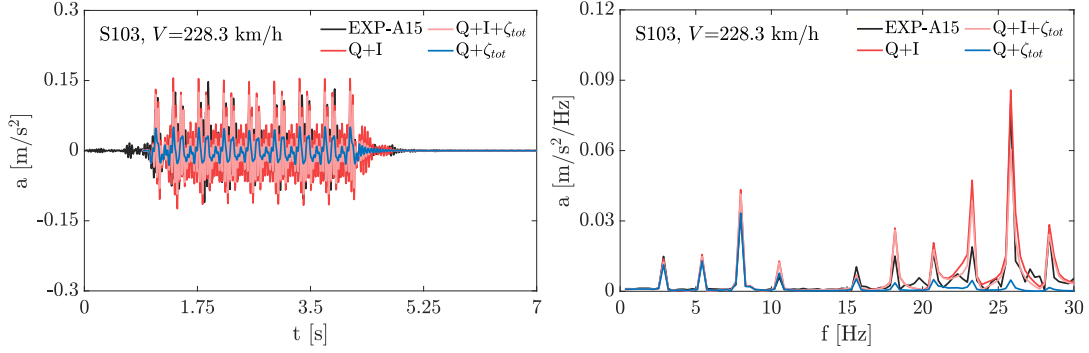 S103, V=228.3 km/h
EXP-A15
Q+I+ζtot
Q+I
Q+ζtot
a [m/s²]
0.3
0.15
0
-0.15
-0.3
0
1.75
3.5
5.25
7
t [s]
S103, V=228.3 km/h
EXP-A15
Q+I+ζtot
Q+I
Q+ζtot
a [m/s²/Hz]
0.12
0.09
0.06
0.03
0
0
5
10
15
20
25
30
f [Hz]